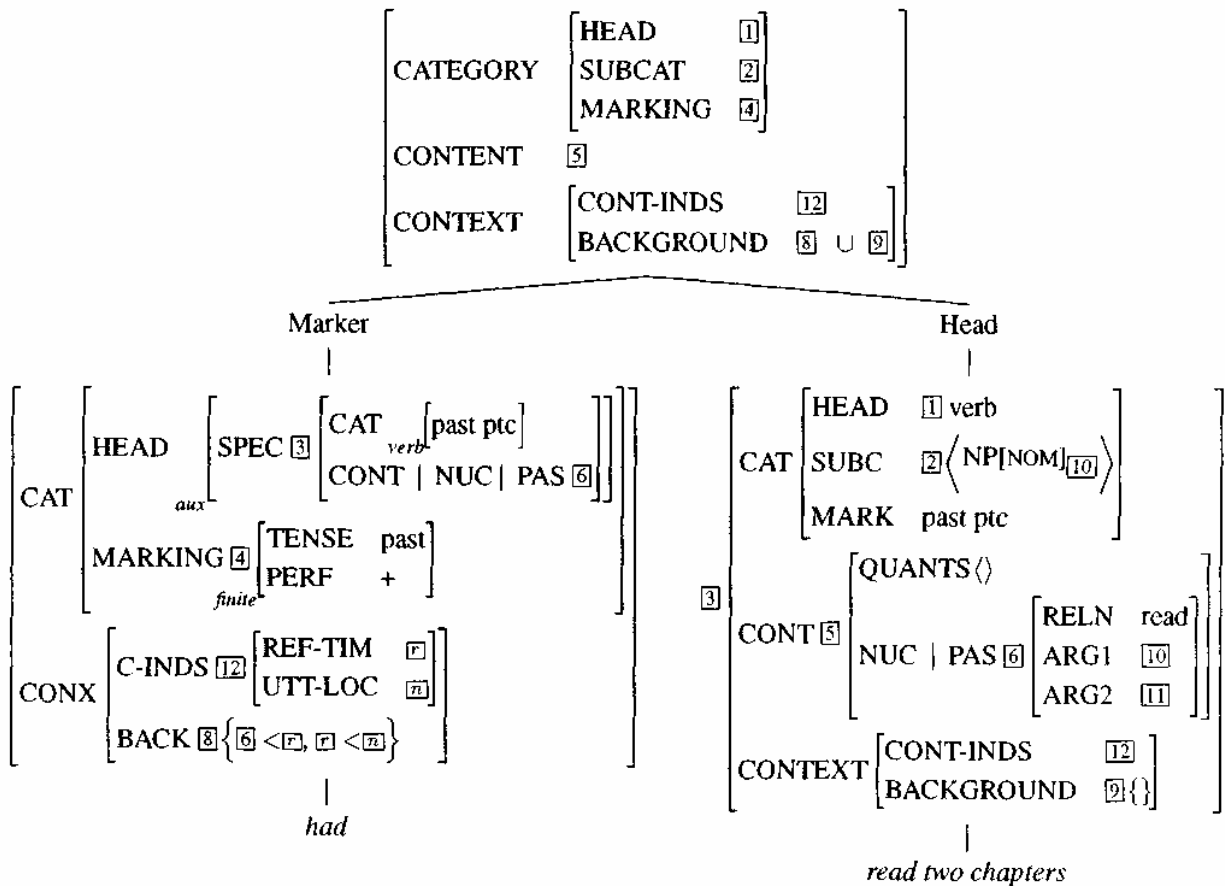 HEAD 1
CATEGORY SUBCAT 2
MARKING 4
CONTENT 5
CONT-INDS 12
CONTEXT
BACKGROUND 8 ∪ 9
Marker
Head
CAT
HEAD
aux
SPEC 3
CAT verb[past ptc]
CONT | NUC | PAS 6
MARKING 4
finite
TENSE past
PERF +
CONX
C-INDS 12
REF-TIM r
UTT-LOC n
BACK 8 { 6 < r, r < n }
had
3
CAT
HEAD 1 verb
SUBC 2 ⟨ NP[NOM] 10 ⟩
MARK past ptc
CONT 5
QUANTS⟨⟩
NUC | PAS 6
RELN read
ARG1 10
ARG2 11
CONTEXT
CONT-INDS 12
BACKGROUND 9 {}
read two chapters